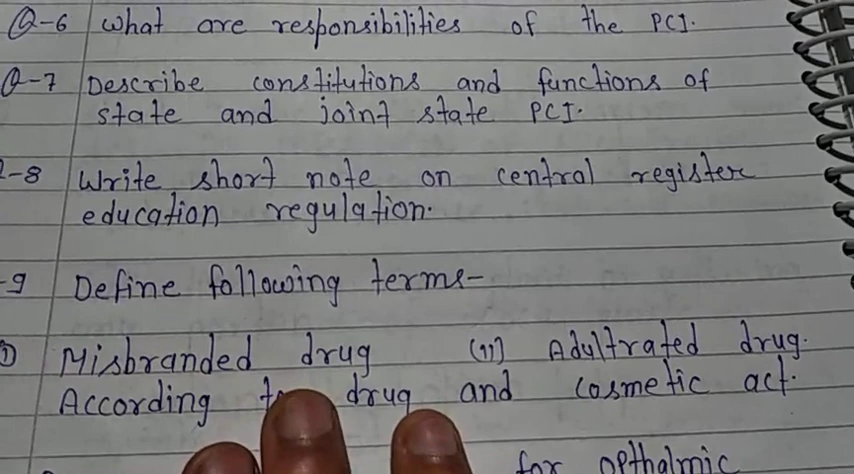 Q-6 What are responsibilities of the PCI.
Q-7 Describe constitutions and functions of
state and joint state PCI.
-8 Write short note on central register
education regulation.
-9 Define following terms-
Misbranded drug (ii) Adultrated drug.
According to drug and cosmetic act.
for opthalmic